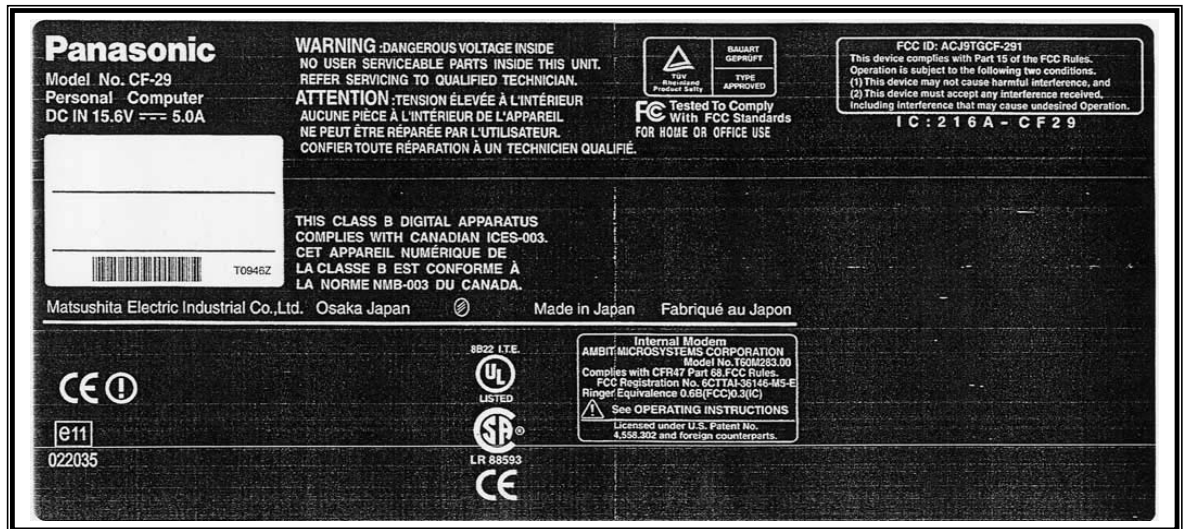 Panasonic
Model No. CF-29
Personal Computer
DC IN 15.6V ⎓ 5.0A
T0946Z
WARNING :DANGEROUS VOLTAGE INSIDE
NO USER SERVICEABLE PARTS INSIDE THIS UNIT.
REFER SERVICING TO QUALIFIED TECHNICIAN.
ATTENTION :TENSION ÉLEVÉE À L'INTÉRIEUR
AUCUNE PIÈCE À L'INTÉRIEUR DE L'APPAREIL
NE PEUT ÊTRE RÉPARÉE PAR L'UTILISATEUR.
CONFIER TOUTE RÉPARATION À UN TECHNICIEN QUALIFIÉ.
THIS CLASS B DIGITAL APPARATUS
COMPLIES WITH CANADIAN ICES-003.
CET APPAREIL NUMÉRIQUE DE
LA CLASSE B EST CONFORME À
LA NORME NMB-003 DU CANADA.
TÜV
Rheinland
Product Safty
BAUART
GEPRÜFT
TYPE
APPROVED
FC Tested To Comply
With FCC Standards
FOR HOME OR OFFICE USE
FCC ID: ACJ9TGCF-291
This device complies with Part 15 of the FCC Rules.
Operation is subject to the following two conditions.
(1) This device may not cause harmful interference, and
(2) This device must accept any interference received,
Including interference that may cause undesired Operation.
IC:216A-CF29
Matsushita Electric Industrial Co.,Ltd. Osaka Japan Made in Japan Fabriqué au Japon
CE
e11
022035
8B22 I.T.E.
UL
LISTED
SA
LR 88593
CE
Internal Modem
AMBIT MICROSYSTEMS CORPORATION
Model No.T60M283.00
Complies with CFR47 Part 68.FCC Rules.
FCC Registration No. 6CTTAI-36146-M5-E
Ringer Equivalence 0.6B(FCC)0.3(IC)
See OPERATING INSTRUCTIONS
Licensed under U.S. Patent No.
4,558.302 and foreign counterparts.